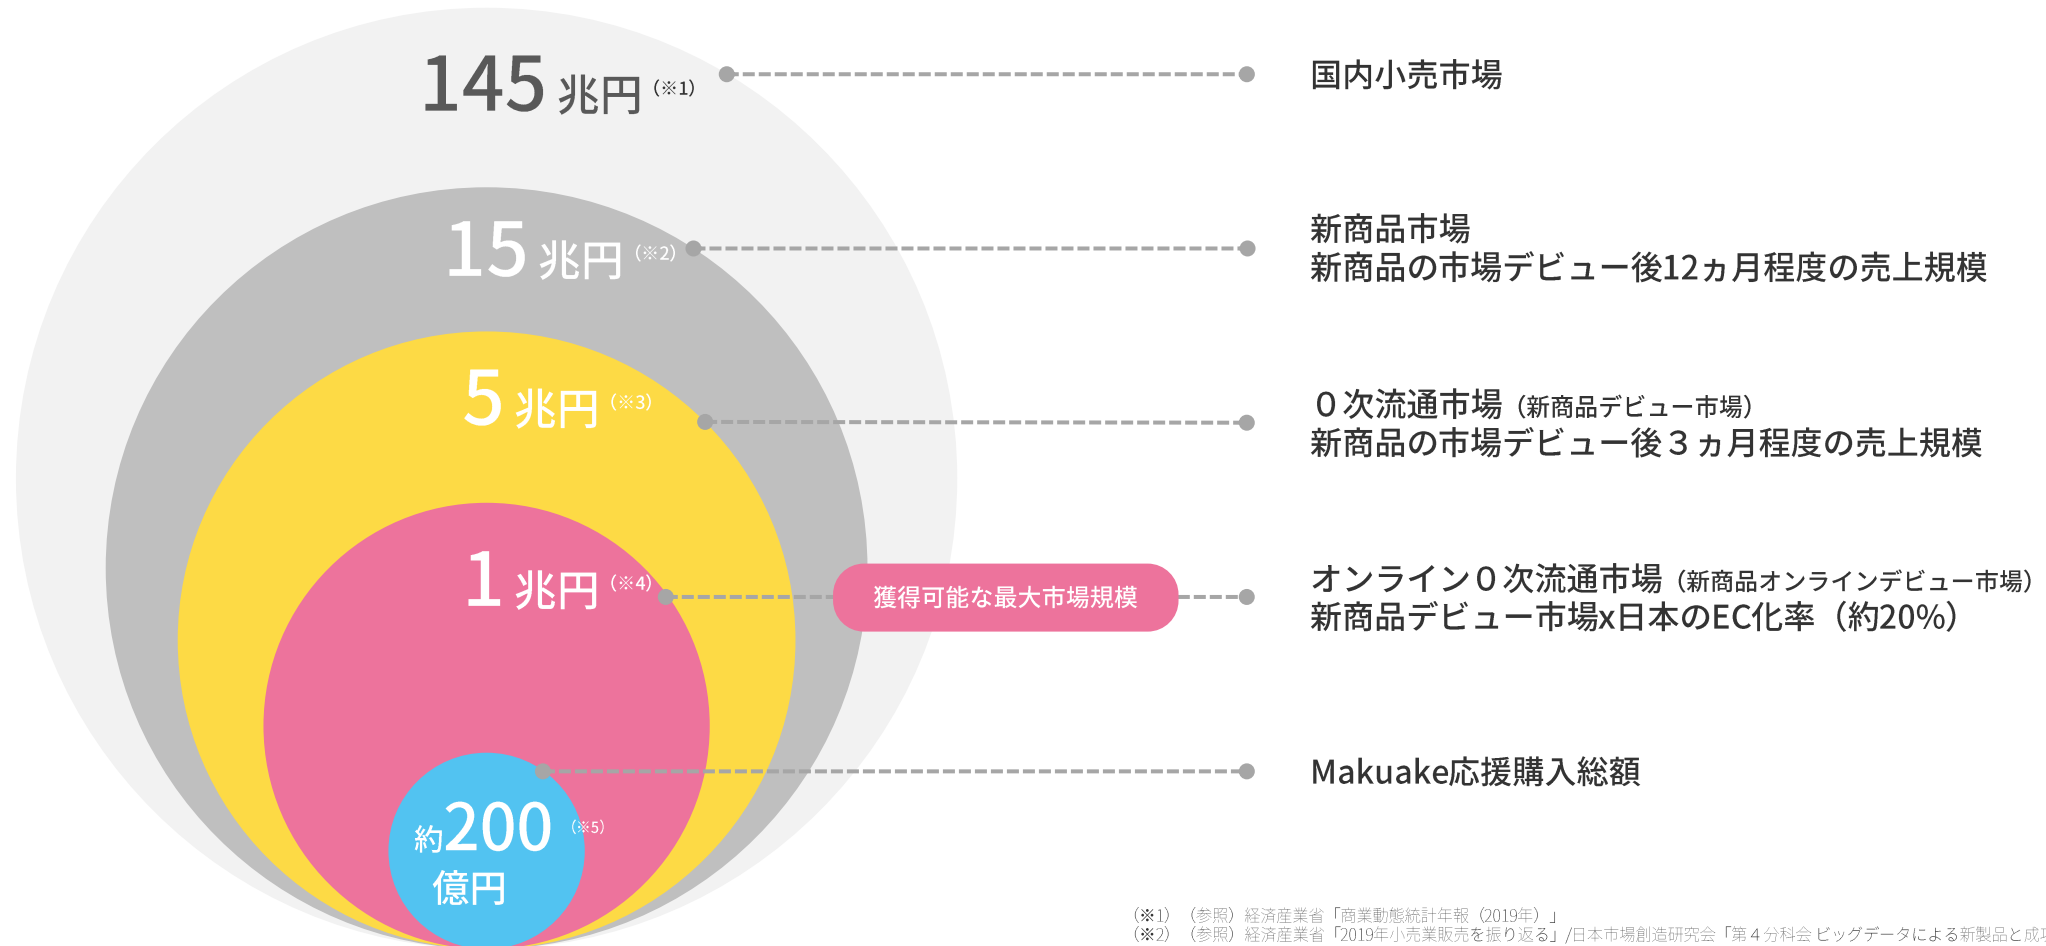 145 兆円（※1）
国内小売市場
15 兆円（※2）
新商品市場
新商品の市場デビュー後12ヵ月程度の売上規模
5 兆円（※3）
０次流通市場（新商品デビュー市場）
新商品の市場デビュー後３ヵ月程度の売上規模
1 兆円（※4）
獲得可能な最大市場規模
オンライン０次流通市場（新商品オンラインデビュー市場）
新商品デビュー市場x日本のEC化率（約20%）
約200（※5）
億円
Makuake応援購入総額
（※1）（参照）経済産業省「商業動態統計年報（2019年）」
（※2）（参照）経済産業省「2019年小売業販売を振り返る」/日本市場創造研究会「第４分科会 ビッグデータによる新製品と成功